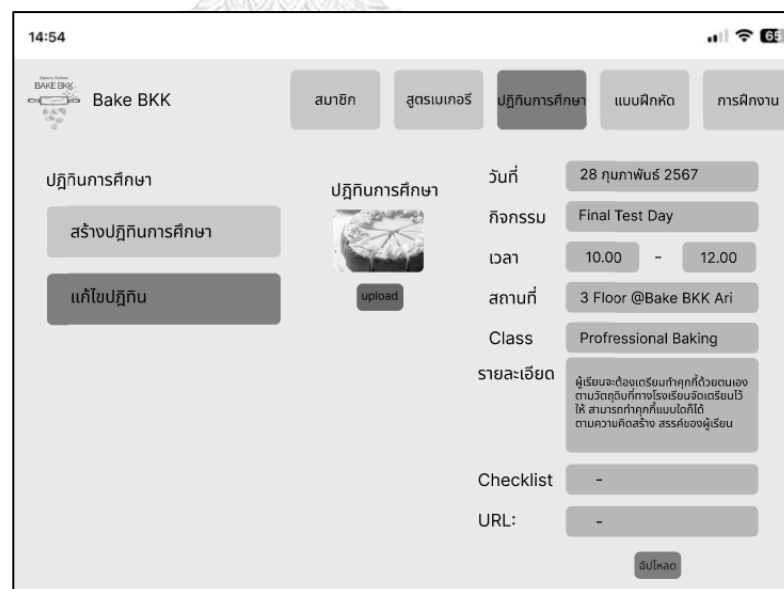 14:54
65
Bakery School
BAKE BKK
Bake BKK
สมาชิก
สูตรเบเกอรี
ปฏิทินการศึกษา
แบบฝึกหัด
การฝึกงาน
ปฎิทินการศึกษา
สร้างปฎิทินการศึกษา
แก้ไขปฎิทิน
ปฎิทินการศึกษา
upload
วันที่ 28 กุมภาพันธ์ 2567
กิจกรรม Final Test Day
เวลา 10.00 - 12.00
สถานที่ 3 Floor @Bake BKK Ari
Class Profressional Baking
รายละเอียด
ผู้เรียนจะต้องเตรียมทำคุกกี้ด้วยตนเอง
ตามวัตถุดิบที่ทางโรงเรียนจัดเตรียมไว้
ให้ สามารถทำคุกกี้แบบใดก็ได้
ตามความคิดสร้าง สรรค์ของผู้เรียน
Checklist -
URL: -
อัปโหลด